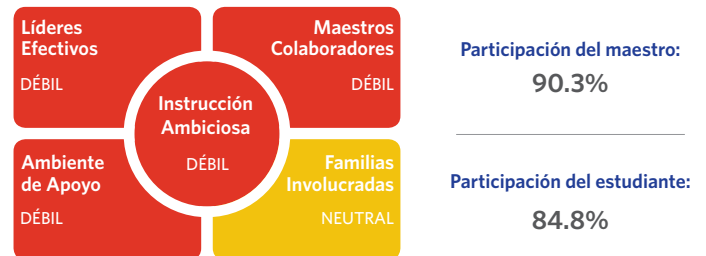 Líderes
Efectivos
DÉBIL
Maestros
Colaboradores
DÉBIL
Instrucción
Ambiciosa
DÉBIL
Ambiente
de Apoyo
DÉBIL
Familias
Involucradas
NEUTRAL
Participación del maestro:
90.3%
Participación del estudiante:
84.8%